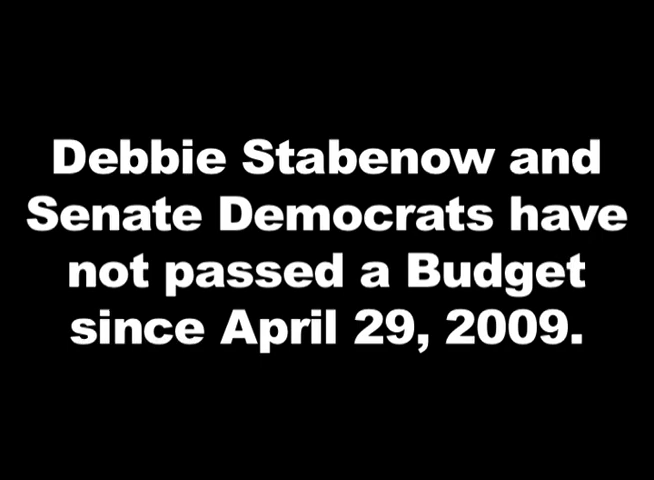 Debbie Stabenow and
Senate Democrats have
not passed a Budget
since April 29, 2009.